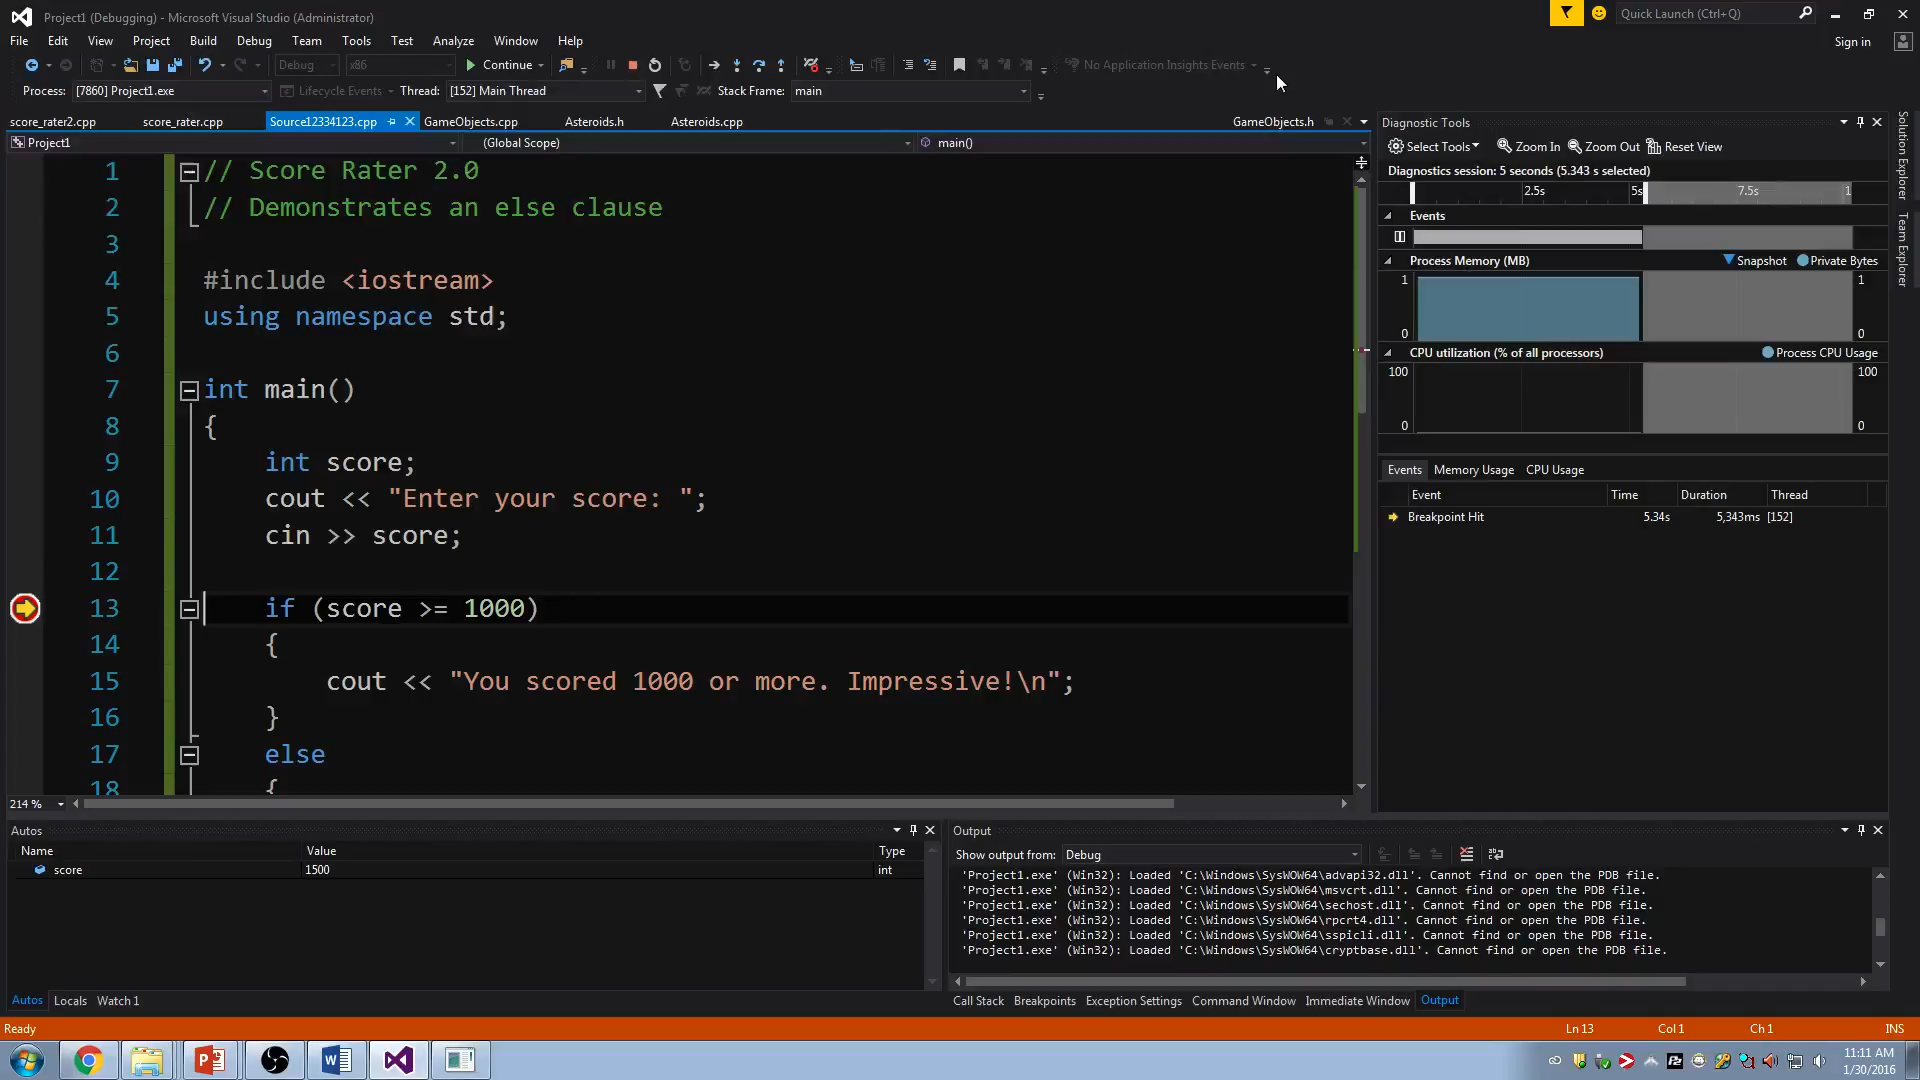 Project1 (Debugging) - Microsoft Visual Studio (Administrator)
Quick Launch (Ctrl+Q)
File Edit View Project Build Debug Team Tools Test Analyze Window Help
Sign in
Debug x86 Continue No Application Insights Events
Process: [7860] Project1.exe Lifecycle Events Thread: [152] Main Thread Stack Frame: main
score_rater2.cpp score_rater.cpp Source12334123.cpp GameObjects.cpp Asteroids.h Asteroids.cpp GameObjects.h
Project1 (Global Scope) main()
1 // Score Rater 2.0
2 // Demonstrates an else clause
3
4 #include <iostream>
5 using namespace std;
6
7 int main()
8 {
9 int score;
10 cout << "Enter your score: ";
11 cin >> score;
12
13 if (score >= 1000)
14 {
15 cout << "You scored 1000 or more. Impressive!\n";
16 }
17 else
18 {
214 %
Diagnostic Tools
Select Tools Zoom In Zoom Out Reset View
Diagnostics session: 5 seconds (5.343 s selected)
2.5s 5s 7.5s 1
Events
Process Memory (MB) Snapshot Private Bytes
1 1
0 0
CPU utilization (% of all processors) Process CPU Usage
100 100
0 0
Events Memory Usage CPU Usage
Event Time Duration Thread
Breakpoint Hit 5.34s 5,343ms [152]
Solution Explorer
Team Explorer
Autos
Name Value Type
score 1500 int
Autos Locals Watch 1
Output
Show output from: Debug
'Project1.exe' (Win32): Loaded 'C:\Windows\SysWOW64\advapi32.dll'. Cannot find or open the PDB file.
'Project1.exe' (Win32): Loaded 'C:\Windows\SysWOW64\msvcrt.dll'. Cannot find or open the PDB file.
'Project1.exe' (Win32): Loaded 'C:\Windows\SysWOW64\sechost.dll'. Cannot find or open the PDB file.
'Project1.exe' (Win32): Loaded 'C:\Windows\SysWOW64\rpcrt4.dll'. Cannot find or open the PDB file.
'Project1.exe' (Win32): Loaded 'C:\Windows\SysWOW64\sspicli.dll'. Cannot find or open the PDB file.
'Project1.exe' (Win32): Loaded 'C:\Windows\SysWOW64\cryptbase.dll'. Cannot find or open the PDB file.
Call Stack Breakpoints Exception Settings Command Window Immediate Window Output
Ready Ln 13 Col 1 Ch 1 INS
11:11 AM
1/30/2016